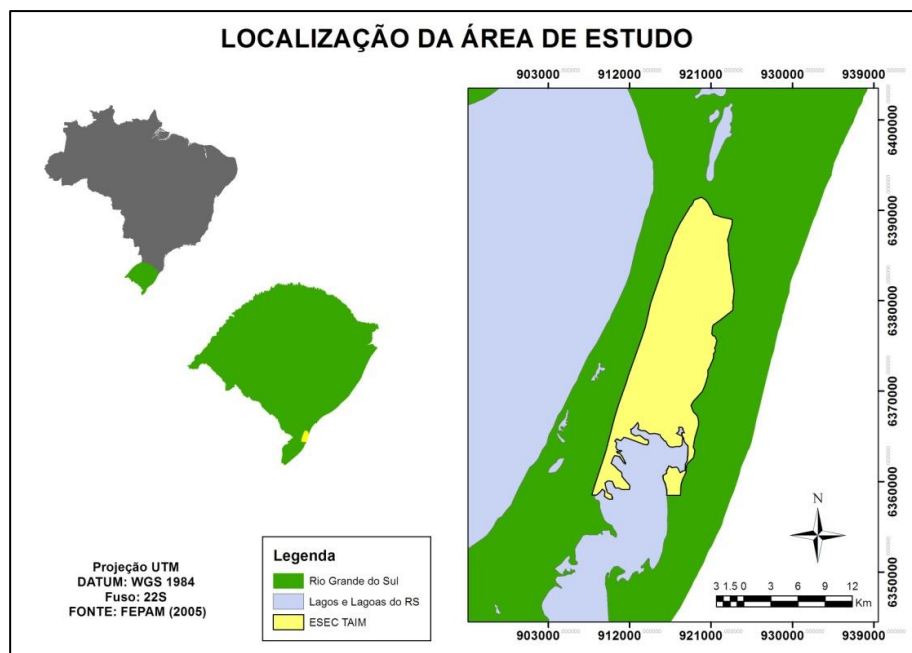 LOCALIZAÇÃO DA ÁREA DE ESTUDO
903000 912000 921000 930000 939000
6400000
6390000
6380000
6370000
6360000
6350000
N
3 1.5 0 3 6 9 12
Km
903000 912000 921000 930000 939000
Projeção UTM
DATUM: WGS 1984
Fuso: 22S
FONTE: FEPAM (2005)
Legenda
Rio Grande do Sul
Lagos e Lagoas do RS
ESEC TAIM